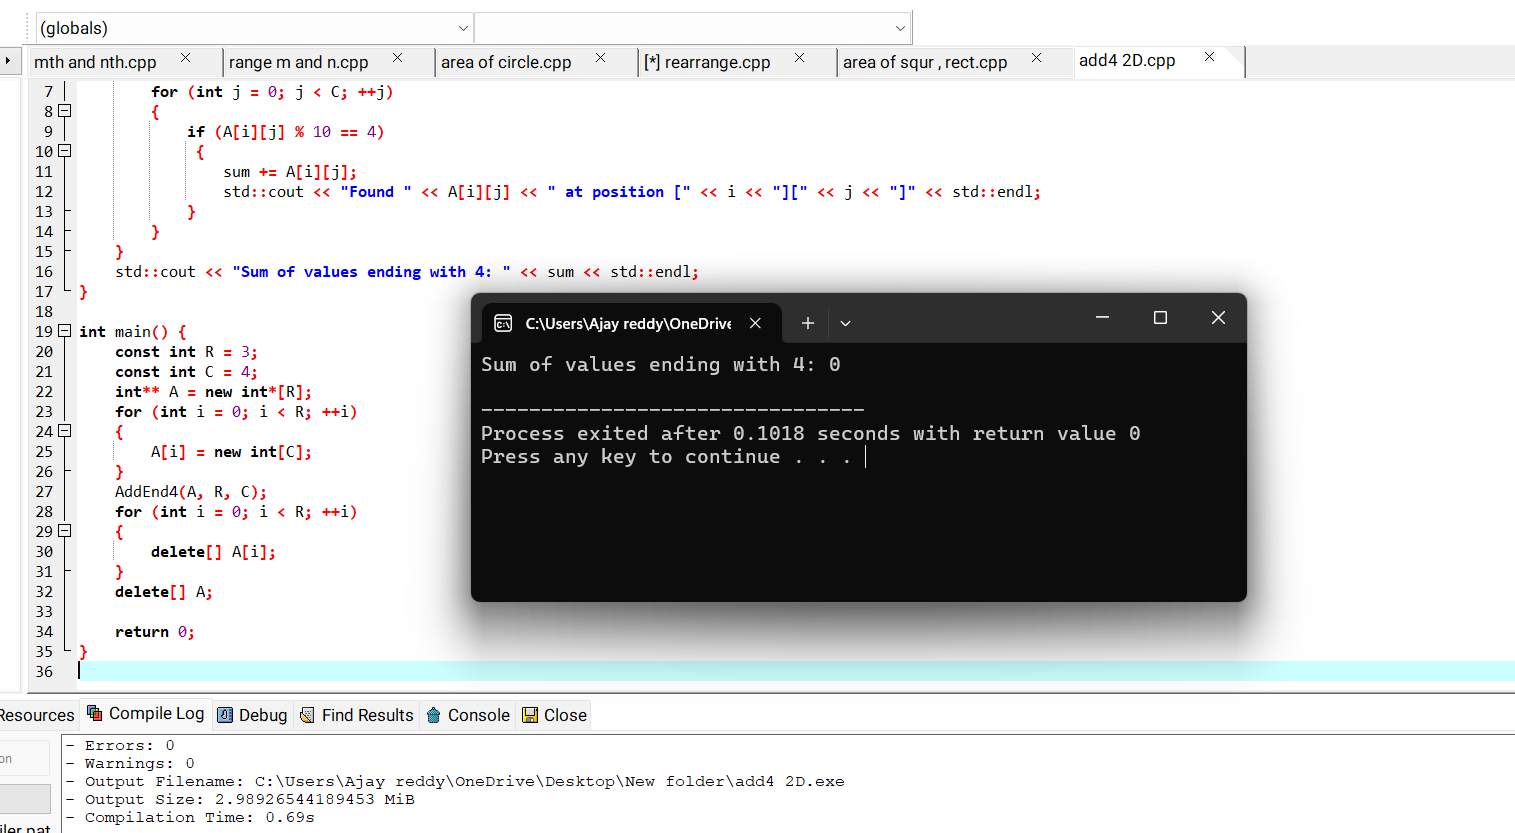 (globals)
mth and nth.cpp range m and n.cpp area of circle.cpp [*] rearrange.cpp area of squr , rect.cpp add4 2D.cpp
7 for (int j = 0; j < C; ++j)
8 {
9 if (A[i][j] % 10 == 4)
10 {
11 sum += A[i][j];
12 std::cout << "Found " << A[i][j] << " at position [" << i << "][" << j << "]" << std::endl;
13 }
14 }
15 }
16 std::cout << "Sum of values ending with 4: " << sum << std::endl;
17 }
18
19 int main() {
20 const int R = 3;
21 const int C = 4;
22 int** A = new int*[R];
23 for (int i = 0; i < R; ++i)
24 {
25 A[i] = new int[C];
26 }
27 AddEnd4(A, R, C);
28 for (int i = 0; i < R; ++i)
29 {
30 delete[] A[i];
31 }
32 delete[] A;
33
34 return 0;
35 }
36
C:\Users\Ajay reddy\OneDrive
Sum of values ending with 4: 0
--------------------------------
Process exited after 0.1018 seconds with return value 0
Press any key to continue . . .
Resources Compile Log Debug Find Results Console Close
on
- Errors: 0
- Warnings: 0
- Output Filename: C:\Users\Ajay reddy\OneDrive\Desktop\New folder\add4 2D.exe
- Output Size: 2.98926544189453 MiB
- Compilation Time: 0.69s